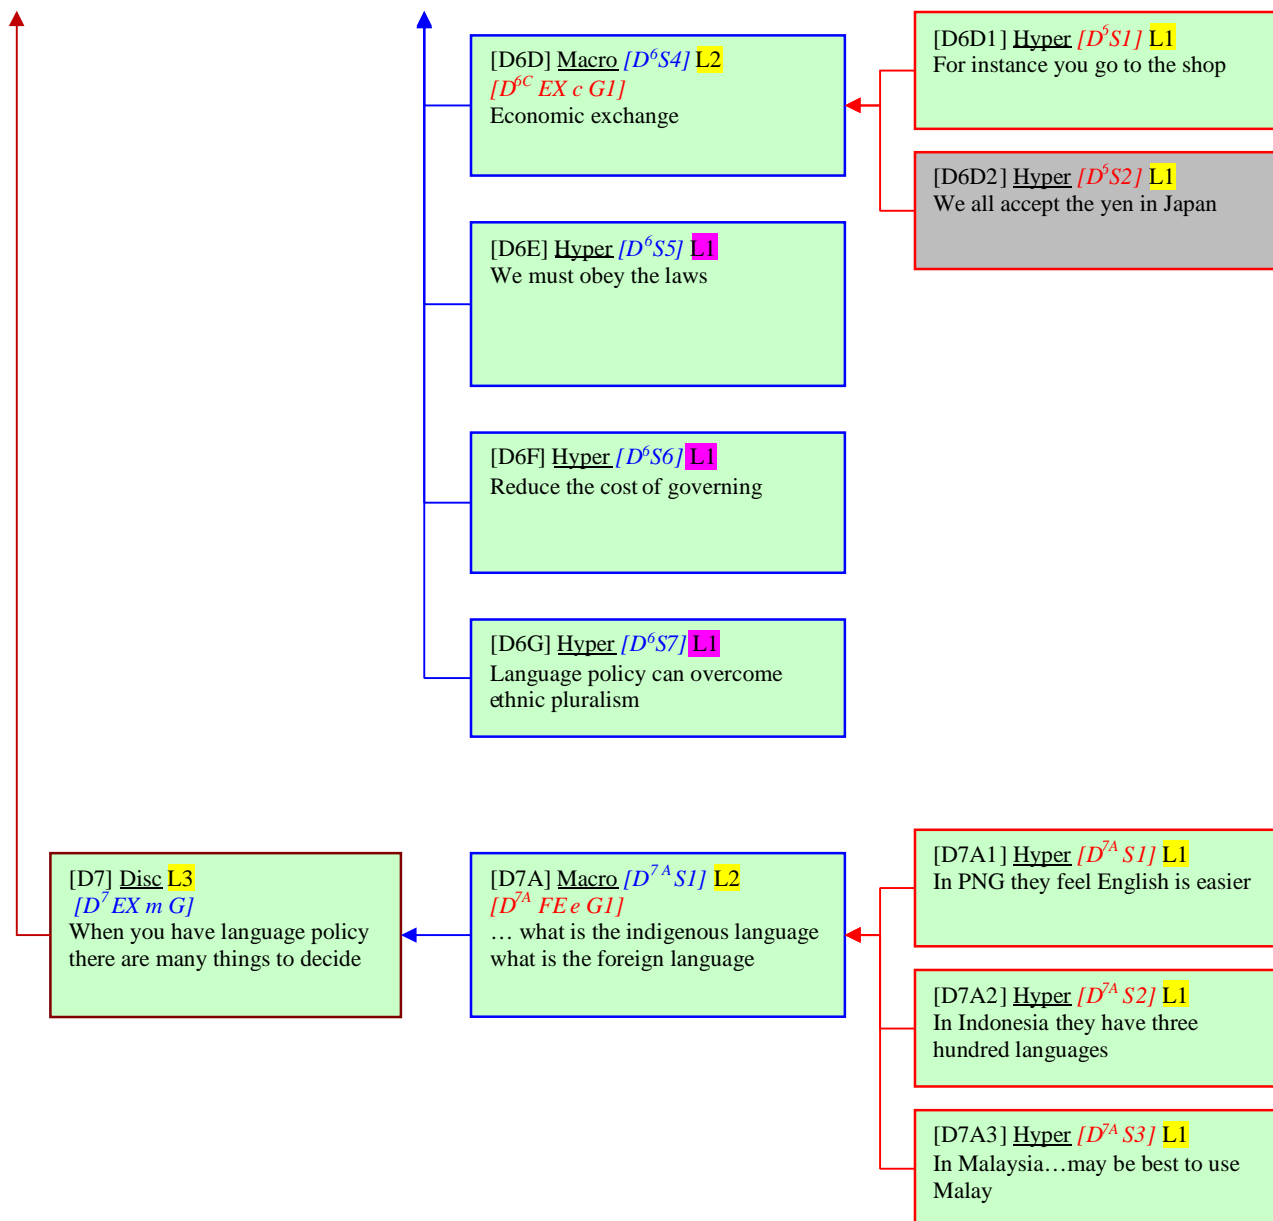 [D6D] Macro [D⁶S4] L2
[D⁶ᶜ EX c G1]
Economic exchange
[D6D1] Hyper [D⁵S1] L1
For instance you go to the shop
[D6D2] Hyper [D⁵S2] L1
We all accept the yen in Japan
[D6E] Hyper [D⁶S5] L1
We must obey the laws
[D6F] Hyper [D⁶S6] L1
Reduce the cost of governing
[D6G] Hyper [D⁶S7] L1
Language policy can overcome
ethnic pluralism
[D7] Disc L3
[D⁷ EX m G]
When you have language policy
there are many things to decide
[D7A] Macro [D⁷ᴬ S1] L2
[D⁷ᴬ FE e G1]
… what is the indigenous language
what is the foreign language
[D7A1] Hyper [D⁷ᴬ S1] L1
In PNG they feel English is easier
[D7A2] Hyper [D⁷ᴬ S2] L1
In Indonesia they have three
hundred languages
[D7A3] Hyper [D⁷ᴬ S3] L1
In Malaysia…may be best to use
Malay